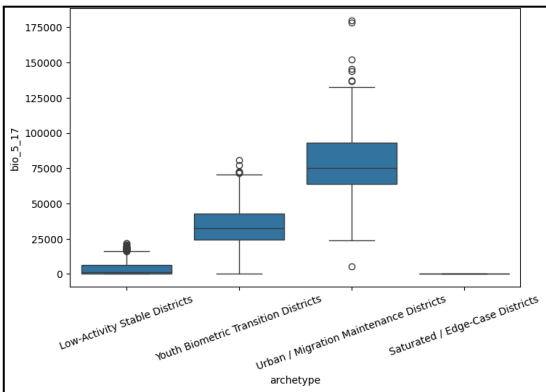 175000
150000
125000
100000
75000
50000
25000
0
bio_5_17
Low-Activity Stable Districts
Youth Biometric Transition Districts
Urban / Migration Maintenance Districts
Saturated / Edge-Case Districts
archetype